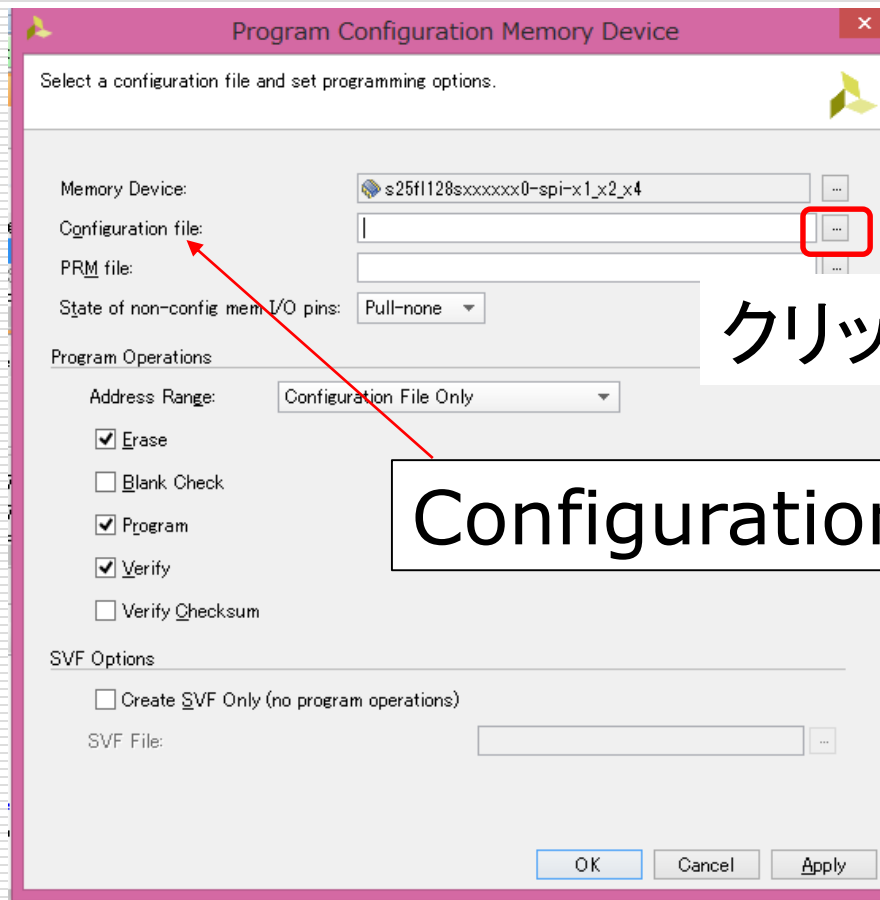 Program Configuration Memory Device
Select a configuration file and set programming options.
Memory Device: s25fl128sxxxxxx0-spi-x1_x2_x4 ...
Configuration file: ...
PRM file: ...
State of non-config mem I/O pins: Pull-none
クリッ
Program Operations
Address Range: Configuration File Only
Erase
Blank Check
Configuration
Program
Verify
Verify Checksum
SVF Options
Create SVF Only (no program operations)
SVF File: ...
OK Cancel Apply